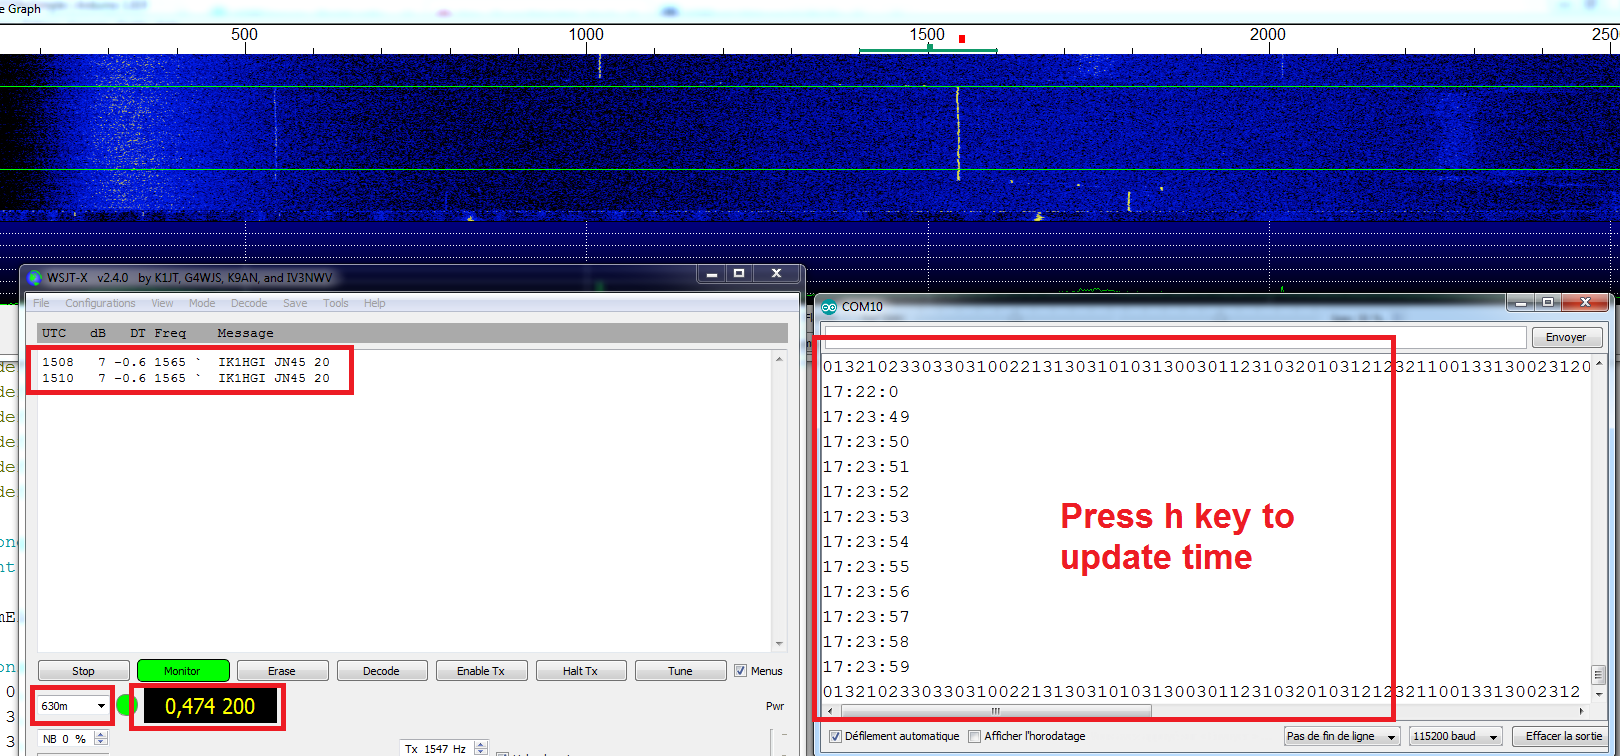 e Graph
500 1000 1500 2000 2500
WSJT-X v2.4.0 by K1JT, G4WJS, K9AN, and IV3NWV
File Configurations View Mode Decode Save Tools Help
UTC dB DT Freq Message
1508 7 -0.6 1565 ` IK1HGI JN45 20
1510 7 -0.6 1565 ` IK1HGI JN45 20
Stop Monitor Erase Decode Enable Tx Halt Tx Tune Menus
630m 0,474 200 Pwr
NB 0 %
Tx 1547 Hz
COM10
Envoyer
0132102330330310022131303101031300301123103201031212321100133130023120
17:22:0
17:23:49
17:23:50
17:23:51
17:23:52
17:23:53
17:23:54
17:23:55
17:23:56
17:23:57
17:23:58
17:23:59
013210233033031002213130310103130030112310320103121232110013313002312
Press h key to
update time
Défilement automatique Afficher l'horodatage Pas de fin de ligne 115200 baud Effacer la sortie